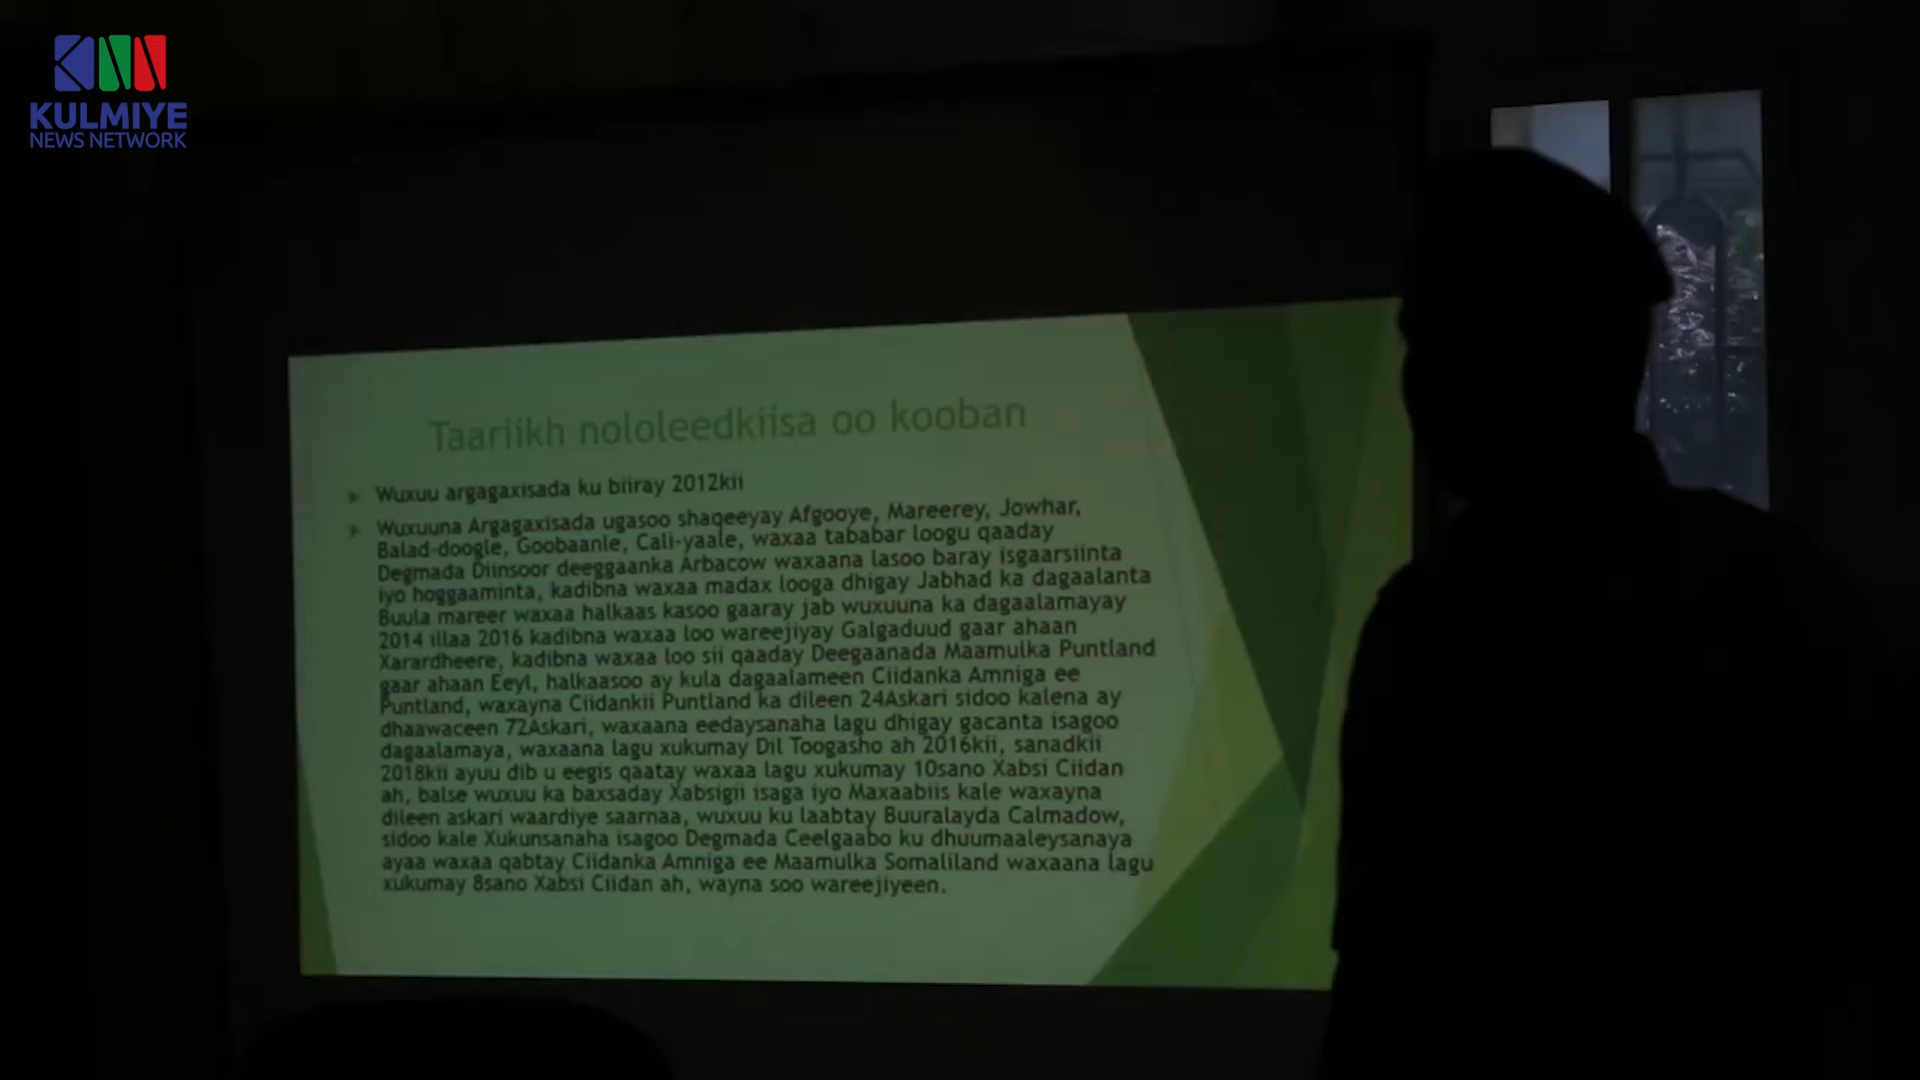 KULMIYE
NEWS NETWORK
Taariikh nololeedkiisa oo kooban
Wuxuu argagaxisada ku biiray 2012kii
Wuxuuna Argagaxisada ugasoo shaqeeyay Afgooye, Mareerey, Jowhar,
Balad-doogle, Goobaanle, Cali-yaale, waxaa tababar loogu qaaday
Degmada Diinsoor deeggaanka Arbacow waxaana lasoo baray isgaarsiinta
iyo hoggaaminta, kadibna waxaa madax looga dhigay Jabhad ka dagaalanta
Buula mareer waxaa halkaas kasoo gaaray jab wuxuuna ka dagaalamayay
2014 illaa 2016 kadibna waxaa loo wareejiyay Galgaduud gaar ahaan
Xarardheere, kadibna waxaa loo sii qaaday Deegaanada Maamulka Puntland
gaar ahaan Eeyl, halkaasoo ay kula dagaalameen Ciidanka Amniga ee
Puntland, waxayna Ciidankii Puntland ka dileen 24Askari sidoo kalena ay
dhaawaceen 72Askari, waxaana eedaysanaha lagu dhigay gacanta isagoo
dagaalamaya, waxaana lagu xukumay Dil Toogasho ah 2016kii, sanadkii
2018kii ayuu dib u eegis qaatay waxaa lagu xukumay 10sano Xabsi Ciidan
ah, balse wuxuu ka baxsaday Xabsigii isaga iyo Maxaabiis kale waxayna
dileen askari waardiye saarnaa, wuxuu ku laabtay Buuralayda Calmadow,
sidoo kale Xukunsanaha isagoo Degmada Ceelgaabo ku dhuumaaleysanaya
ayaa waxaa qabtay Ciidanka Amniga ee Maamulka Somaliland waxaana lagu
xukumay 8sano Xabsi Ciidan ah, wayna soo wareejiyeen.